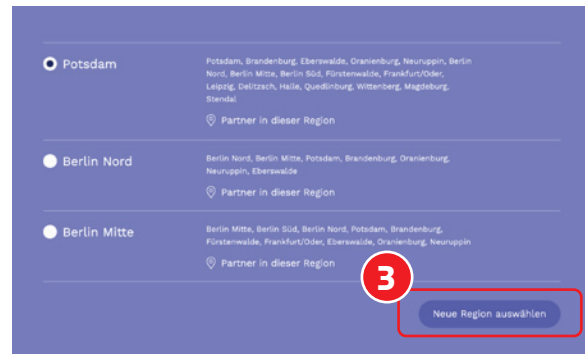 Potsdam
Potsdam, Brandenburg, Eberswalde, Oranienburg, Neuruppin, Berlin
Nord, Berlin Mitte, Berlin Süd, Fürstenwalde, Frankfurt/Oder,
Leipzig, Delitzsch, Halle, Quedlinburg, Wittenberg, Magdeburg,
Stendal
Partner in dieser Region
Berlin Nord
Berlin Nord, Berlin Mitte, Potsdam, Brandenburg, Oranienburg,
Neuruppin, Eberswalde
Partner in dieser Region
Berlin Mitte
Berlin Mitte, Berlin Süd, Berlin Nord, Potsdam, Brandenburg,
Fürstenwalde, Frankfurt/Oder, Eberswalde, Oranienburg, Neuruppin
Partner in dieser Region
3
Neue Region auswählen